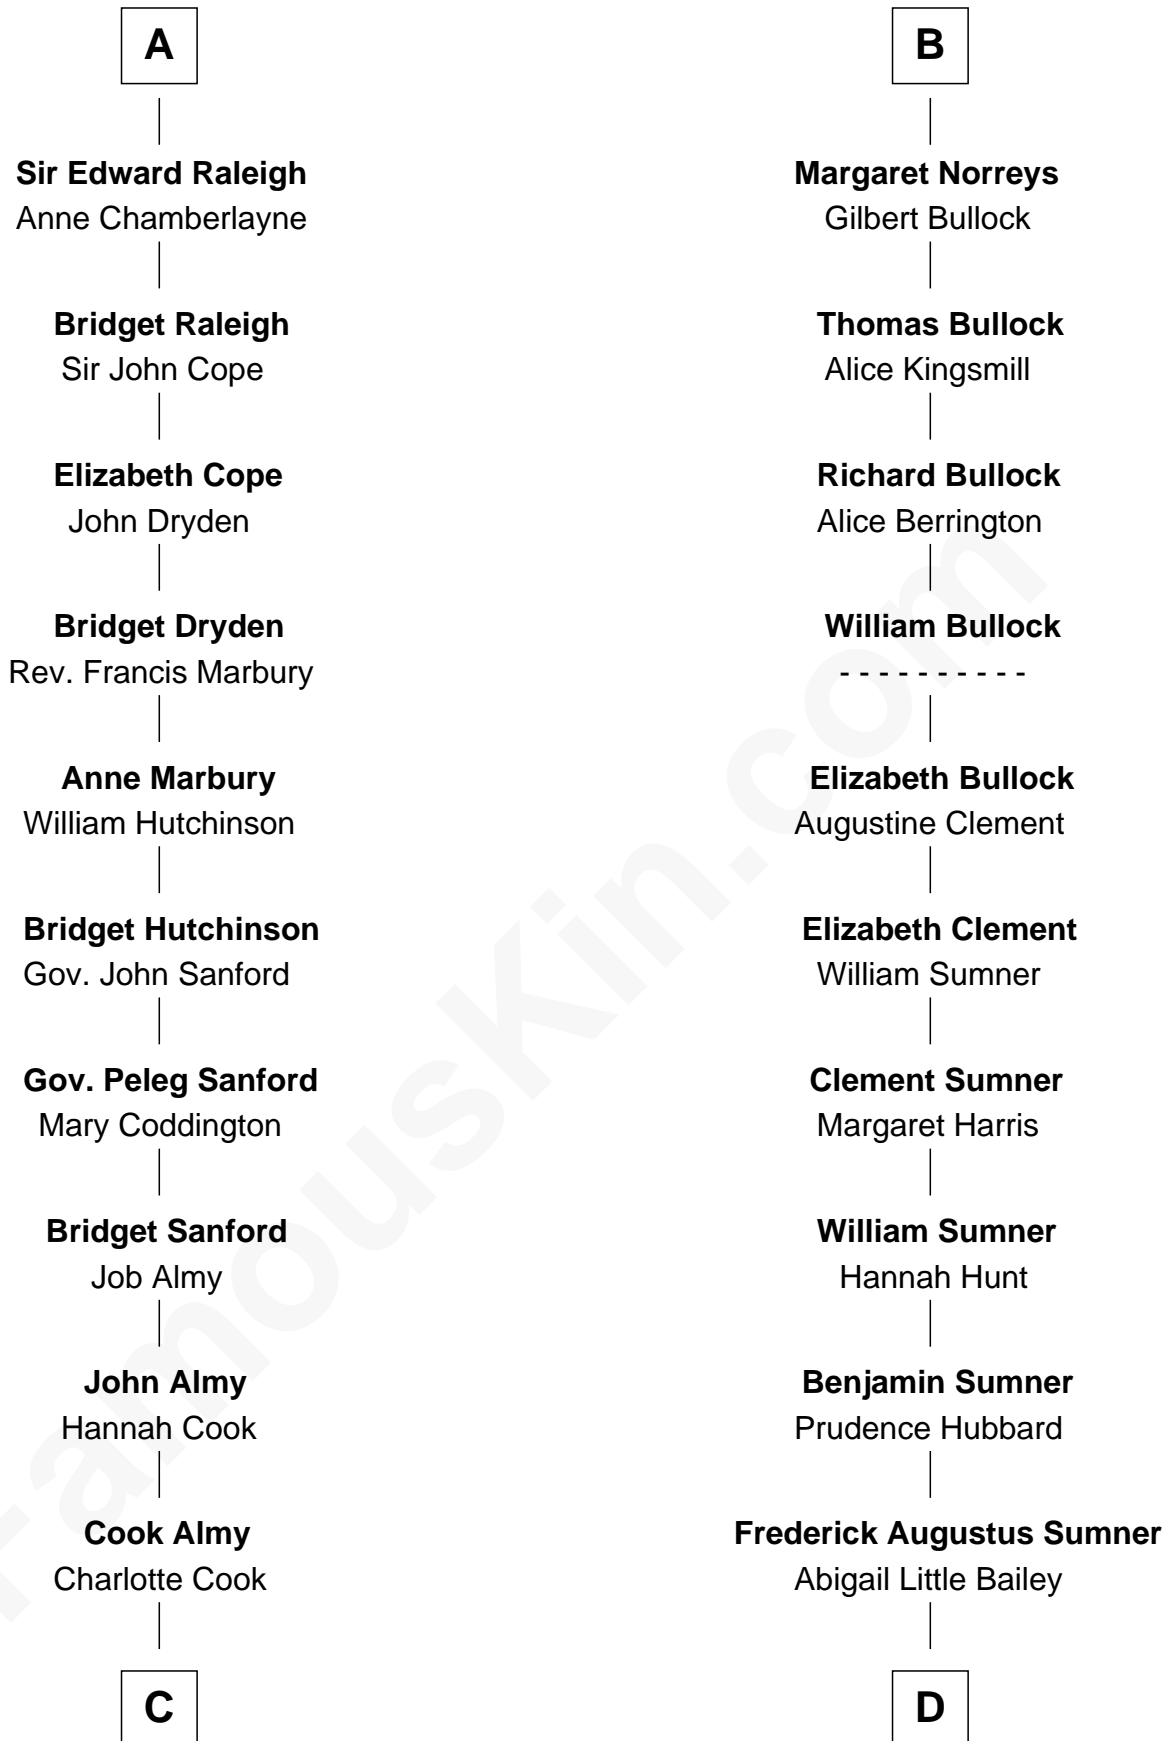 A
Sir Edward Raleigh
Anne Chamberlayne
Bridget Raleigh
Sir John Cope
Elizabeth Cope
John Dryden
Bridget Dryden
Rev. Francis Marbury
Anne Marbury
William Hutchinson
Bridget Hutchinson
Gov. John Sanford
Gov. Peleg Sanford
Mary Coddington
Bridget Sanford
Job Almy
John Almy
Hannah Cook
Cook Almy
Charlotte Cook
C
B
Margaret Norreys
Gilbert Bullock
Thomas Bullock
Alice Kingsmill
Richard Bullock
Alice Berrington
William Bullock
- - - - - - - - - -
Elizabeth Bullock
Augustine Clement
Elizabeth Clement
William Sumner
Clement Sumner
Margaret Harris
William Sumner
Hannah Hunt
Benjamin Sumner
Prudence Hubbard
Frederick Augustus Sumner
Abigail Little Bailey
D
FamousKin.com